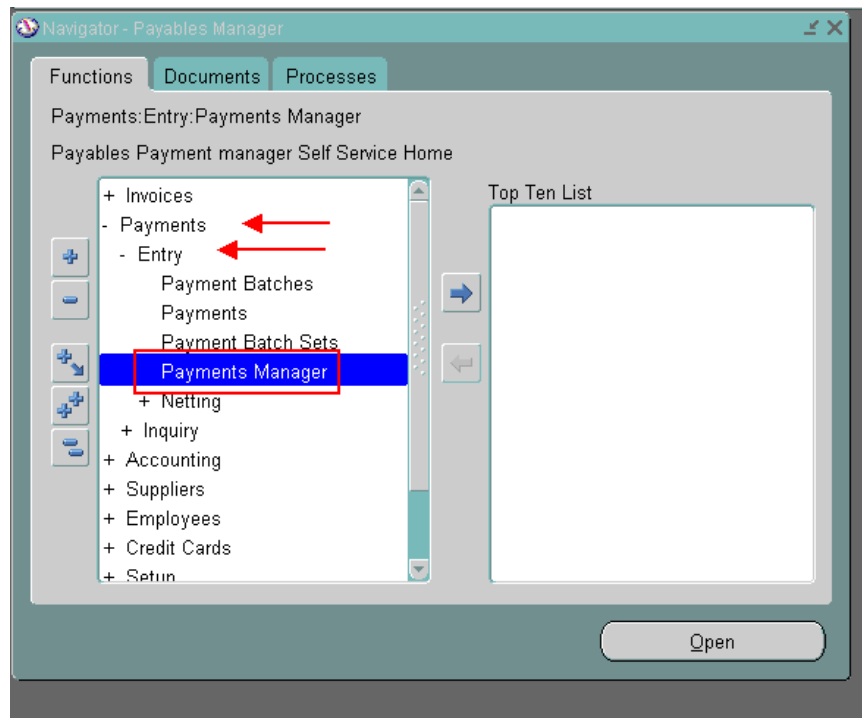 Navigator - Payables Manager
Functions Documents Processes
Payments:Entry:Payments Manager
Payables Payment manager Self Service Home
+ Invoices
- Payments
- Entry
Payment Batches
Payments
Payment Batch Sets
Payments Manager
+ Netting
+ Inquiry
+ Accounting
+ Suppliers
+ Employees
+ Credit Cards
+ Setup
Top Ten List
Open